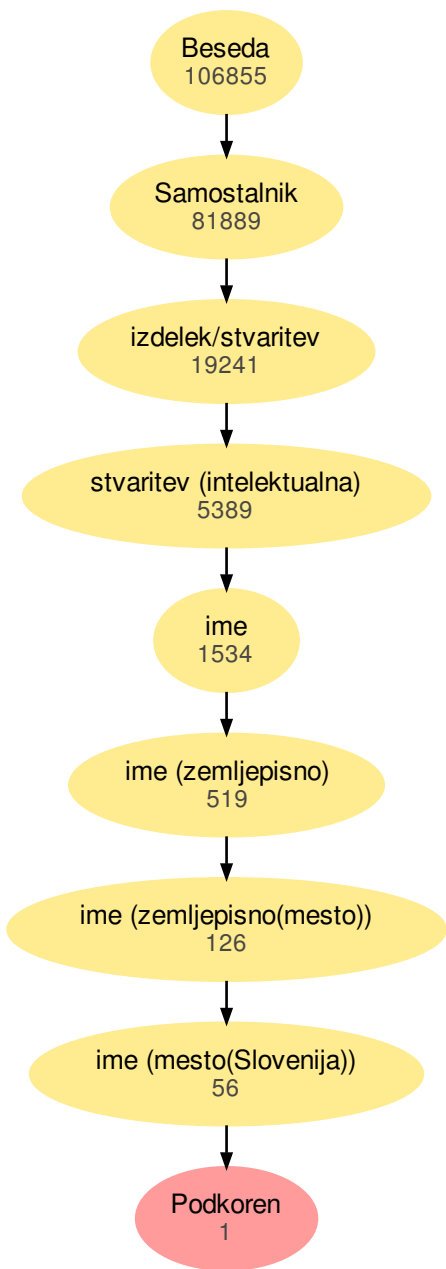 Beseda
106855
Samostalnik
81889
izdelek/stvaritev
19241
stvaritev (intelektualna)
5389
ime
1534
ime (zemljepisno)
519
ime (zemljepisno(mesto))
126
ime (mesto(Slovenija))
56
Podkoren
1